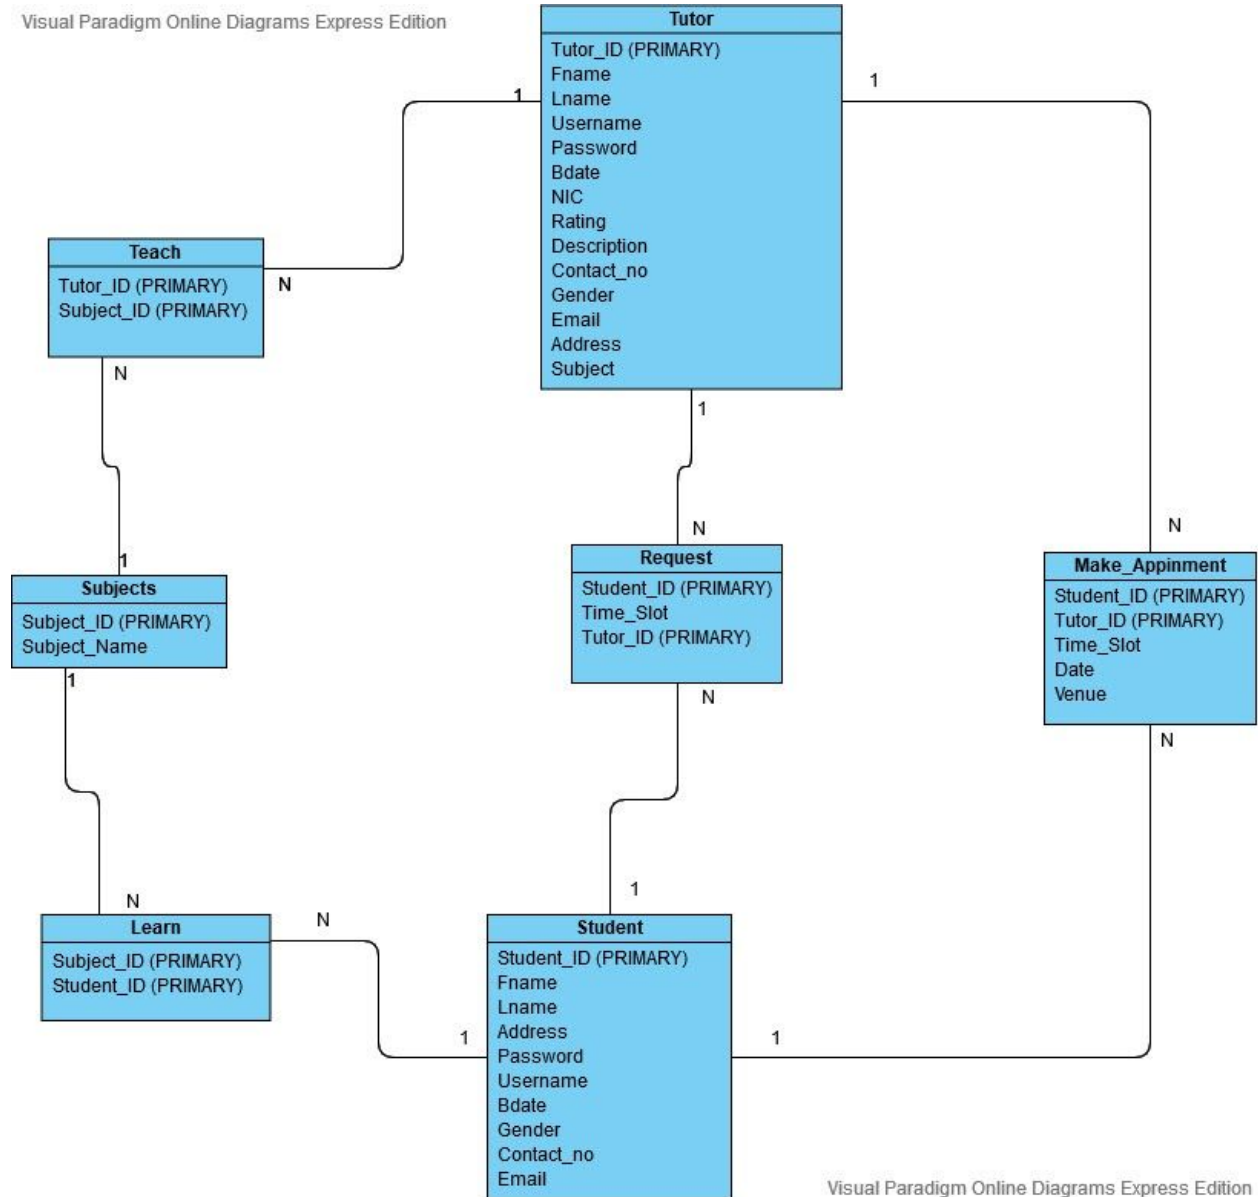 Visual Paradigm Online Diagrams Express Edition
Tutor
Tutor_ID (PRIMARY)
Fname
Lname
Username
Password
Bdate
NIC
Rating
Description
Contact_no
Gender
Email
Address
Subject
1
1
1
Teach
Tutor_ID (PRIMARY)
Subject_ID (PRIMARY)
N
N
1
Subjects
Subject_ID (PRIMARY)
Subject_Name
1
N
Request
Student_ID (PRIMARY)
Time_Slot
Tutor_ID (PRIMARY)
N
N
Make_Appinment
Student_ID (PRIMARY)
Tutor_ID (PRIMARY)
Time_Slot
Date
Venue
N
N
Learn
Subject_ID (PRIMARY)
Student_ID (PRIMARY)
N
1
1
1
Student
Student_ID (PRIMARY)
Fname
Lname
Address
Password
Username
Bdate
Gender
Contact_no
Email
Visual Paradigm Online Diagrams Express Edition